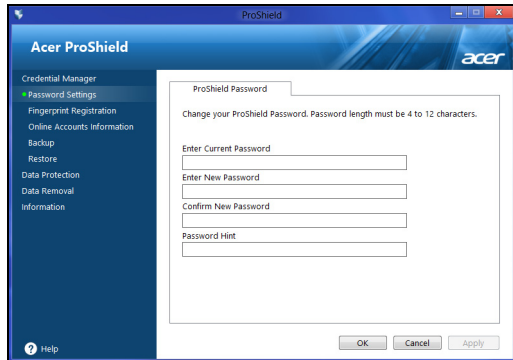 ProShield
Acer ProShield
acer
Credential Manager
Password Settings
Fingerprint Registration
Online Accounts Information
Backup
Restore
Data Protection
Data Removal
Information
ProShield Password
Change your ProShield Password. Password length must be 4 to 12 characters.
Enter Current Password
Enter New Password
Confirm New Password
Password Hint
? Help
OK Cancel Apply